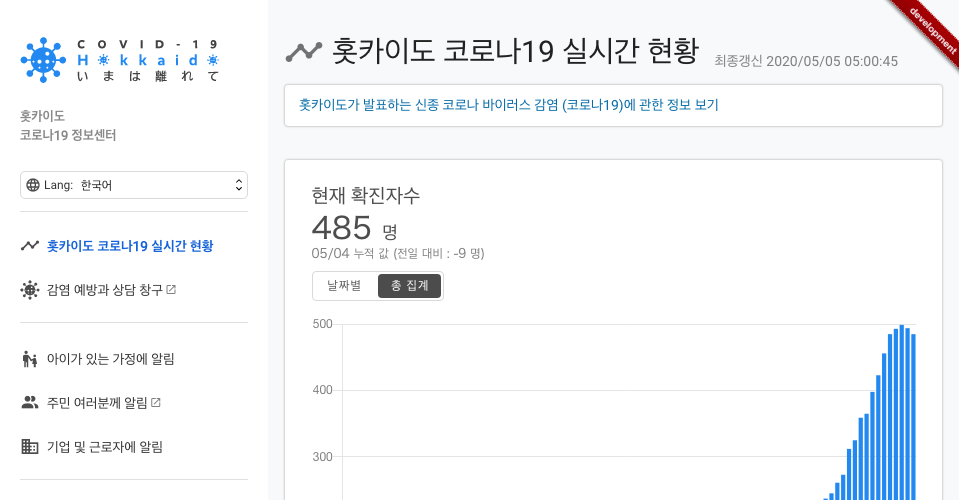 COVID-19
Hokkaido
いまは離れて
홋카이도
코로나19 정보센터
Lang: 한국어
홋카이도 코로나19 실시간 현황
감염 예방과 상담 창구
아이가 있는 가정에 알림
주민 여러분께 알림
기업 및 근로자에 알림
홋카이도 코로나19 실시간 현황
최종갱신 2020/05/05 05:00:45
development
홋카이도가 발표하는 신종 코로나 바이러스 감염 (코로나19)에 관한 정보 보기
현재 확진자수
485 명
05/04 누적 값 (전일 대비 : -9 명)
날짜별 총 집계
500
400
300